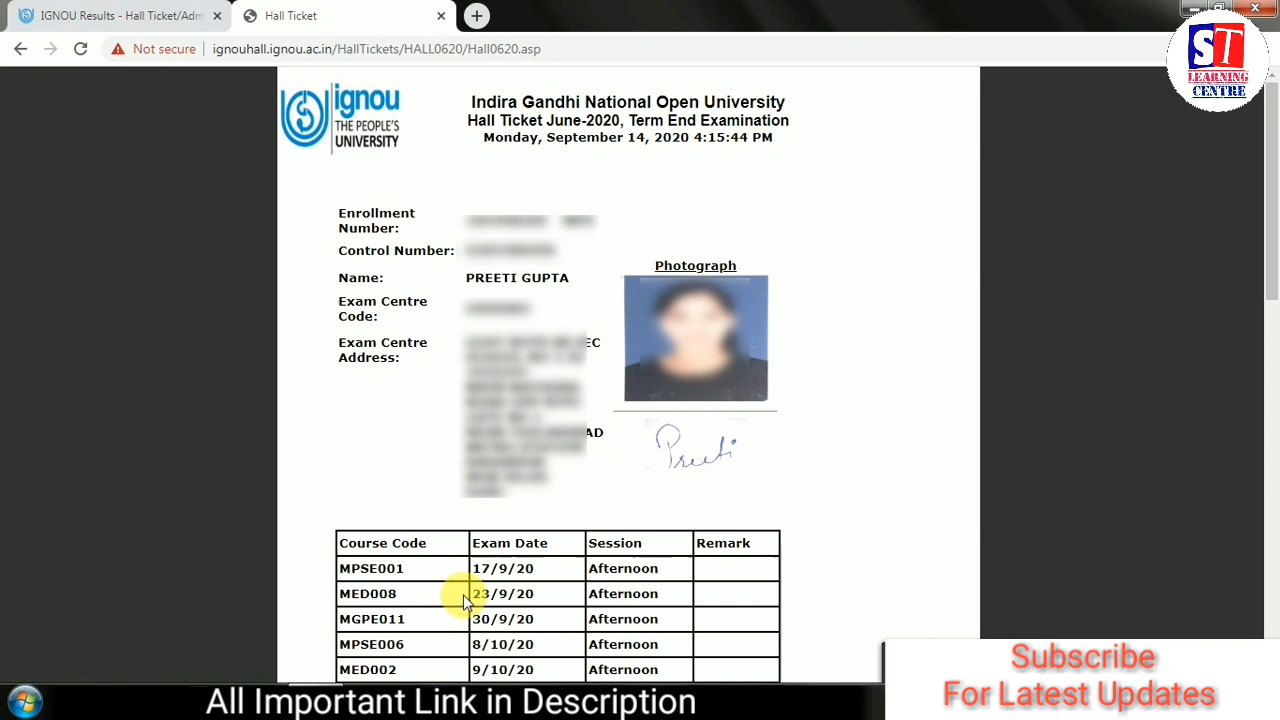 IGNOU Results - Hall Ticket/Adm
Hall Ticket
Not secure
ignouhall.ignou.ac.in/HallTickets/HALL0620/Hall0620.asp
ST
LEARNING
CENTRE
ignou
THE PEOPLE'S
UNIVERSITY
Indira Gandhi National Open University
Hall Ticket June-2020, Term End Examination
Monday, September 14, 2020 4:15:44 PM
Enrollment
Number:
Control Number:
Name: PREETI GUPTA
Exam Centre
Code:
Exam Centre
Address:
Photograph
Preeti
Course Code Exam Date Session Remark
MPSE001 17/9/20 Afternoon
MED008 23/9/20 Afternoon
MGPE011 30/9/20 Afternoon
MPSE006 8/10/20 Afternoon
MED002 9/10/20 Afternoon
Subscribe
For Latest Updates
All Important Link in Description